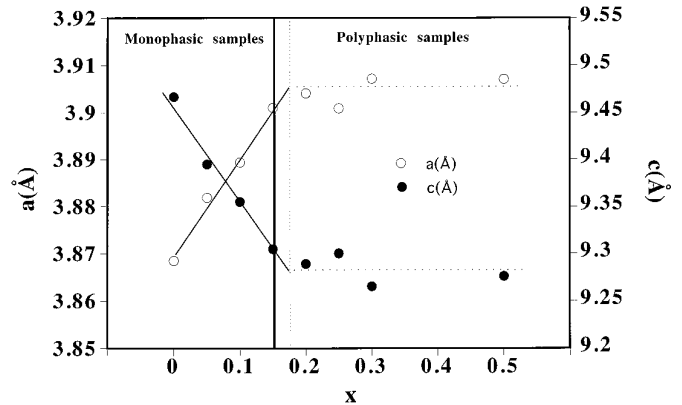 3.92
3.91
3.9
3.89
3.88
3.87
3.86
3.85
a(Å)
Monophasic samples
Polyphasic samples
a(Å)
c(Å)
9.55
9.5
9.45
9.4
9.35
9.3
9.25
9.2
c(Å)
0 0.1 0.2 0.3 0.4 0.5
x